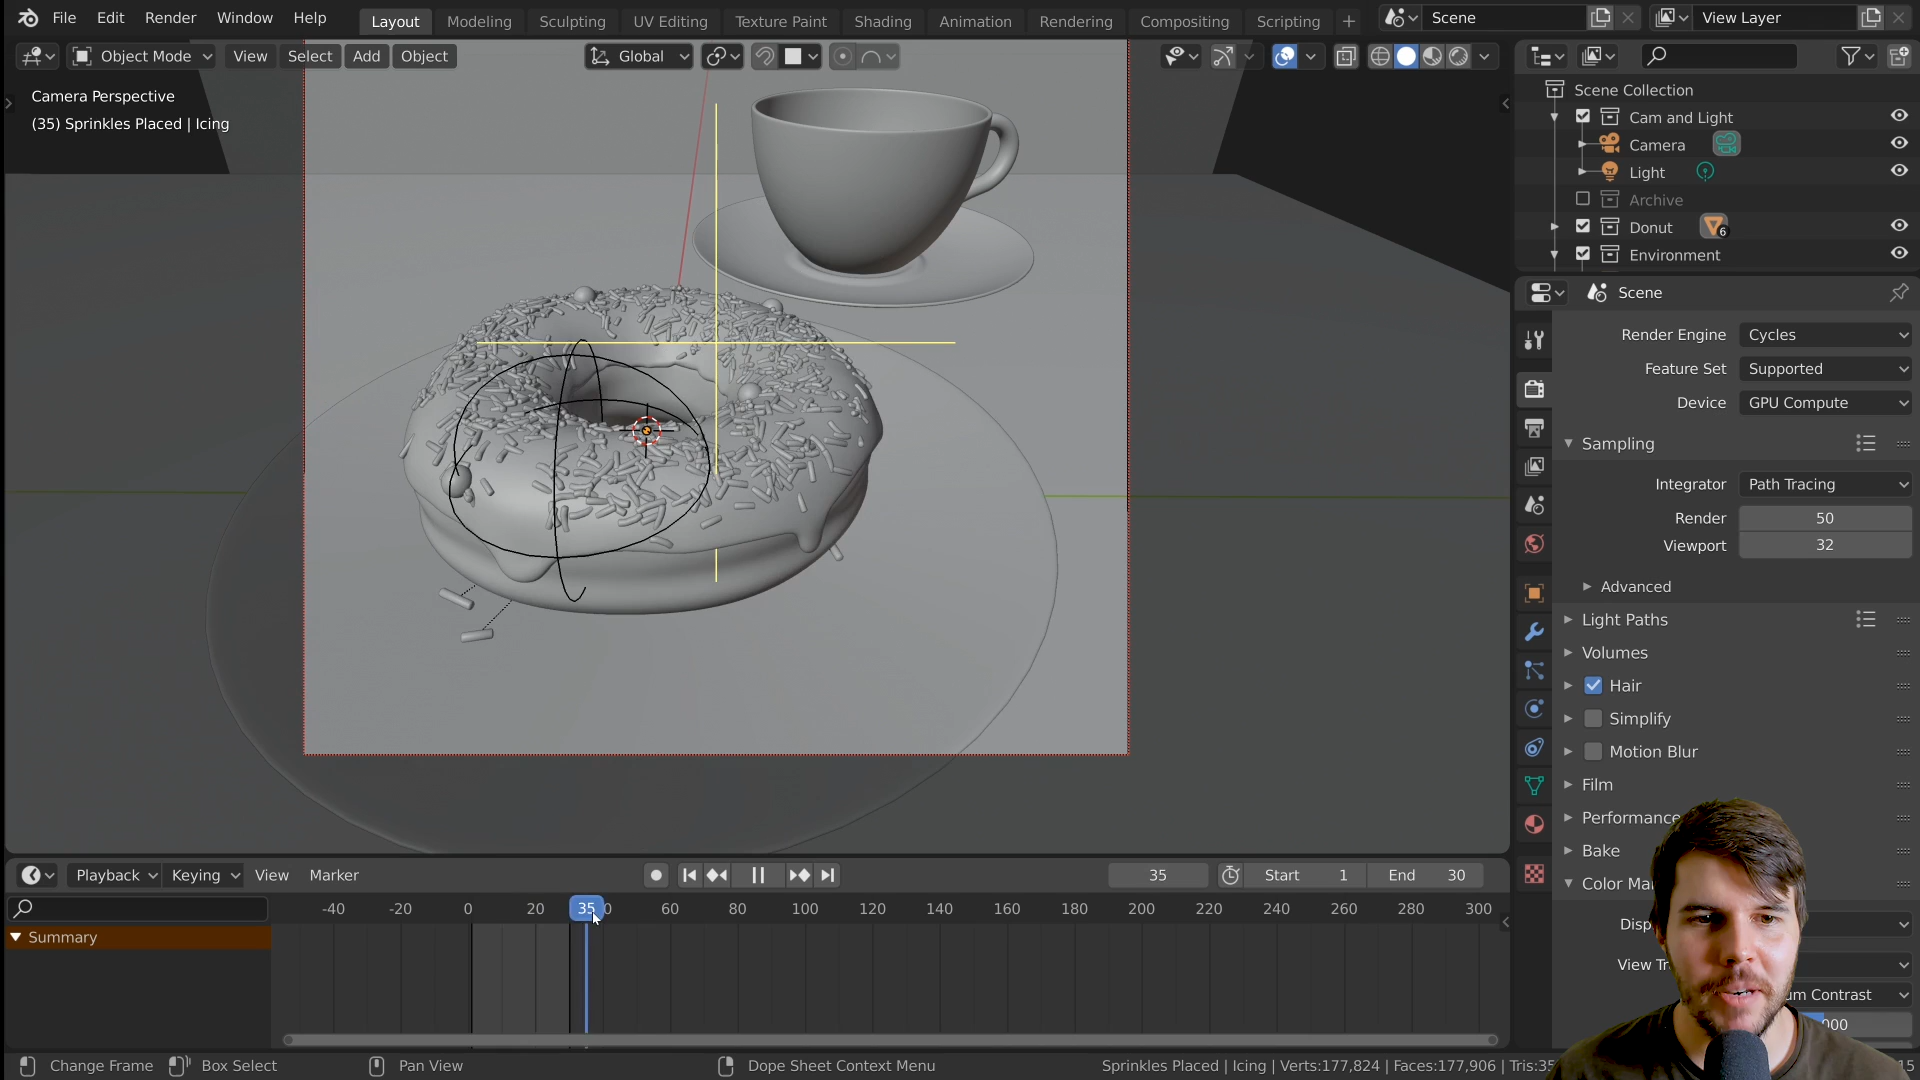 File Edit Render Window Help Layout Modeling Sculpting UV Editing Texture Paint Shading Animation Rendering Compositing Scripting + Scene View Layer
Object Mode View Select Add Object Global
Camera Perspective
(35) Sprinkles Placed | Icing
Scene Collection
Cam and Light
Camera
Light
Archive
Donut 6
Environment
Scene
Render Engine Cycles
Feature Set Supported
Device GPU Compute
Sampling
Integrator Path Tracing
Render 50
Viewport 32
Advanced
Light Paths
Volumes
Hair
Simplify
Motion Blur
Film
Performance
Bake
Color Ma
Disp
View Tr
um Contrast
000
Playback Keying View Marker 35 Start 1 End 30
-40 -20 0 20 35 0 60 80 100 120 140 160 180 200 220 240 260 280 300
Summary
Change Frame Box Select Pan View Dope Sheet Context Menu Sprinkles Placed | Icing | Verts:177,824 | Faces:177,906 | Tris:35 15